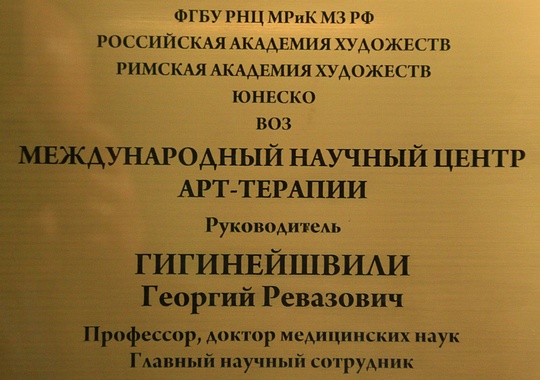 ФГБУ РНЦ МРиК МЗ РФ
РОССИЙСКАЯ АКАДЕМИЯ ХУДОЖЕСТВ
РИМСКАЯ АКАДЕМИЯ ХУДОЖЕСТВ
ЮНЕСКО
ВОЗ
МЕЖДУНАРОДНЫЙ НАУЧНЫЙ ЦЕНТР
АРТ-ТЕРАПИИ
Руководитель
ГИГИНЕЙШВИЛИ
Георгий Ревазович
Профессор, доктор медицинских наук
Главный научный сотрудник